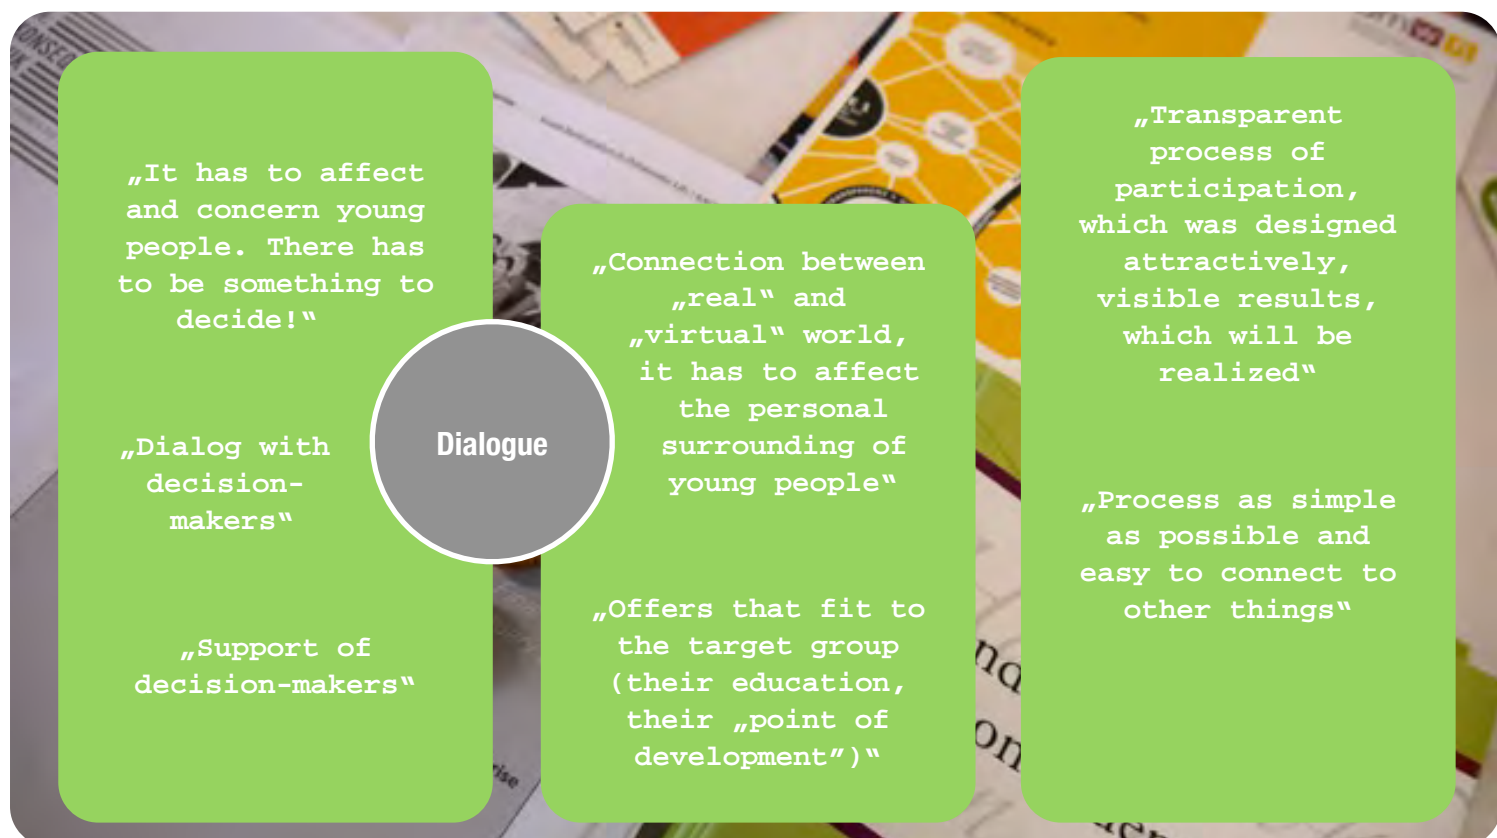 „It has to affect
and concern young
people. There has
to be something to
decide!“
„Dialog with
decision-
makers“
„Support of
decision-makers“
Dialogue
„Connection between
„real“ and
„virtual“ world,
it has to affect
the personal
surrounding of
young people“
„Offers that fit to
the target group
(their education,
their „point of
development”)“
„Transparent
process of
participation,
which was designed
attractively,
visible results,
which will be
realized“
„Process as simple
as possible and
easy to connect to
other things“